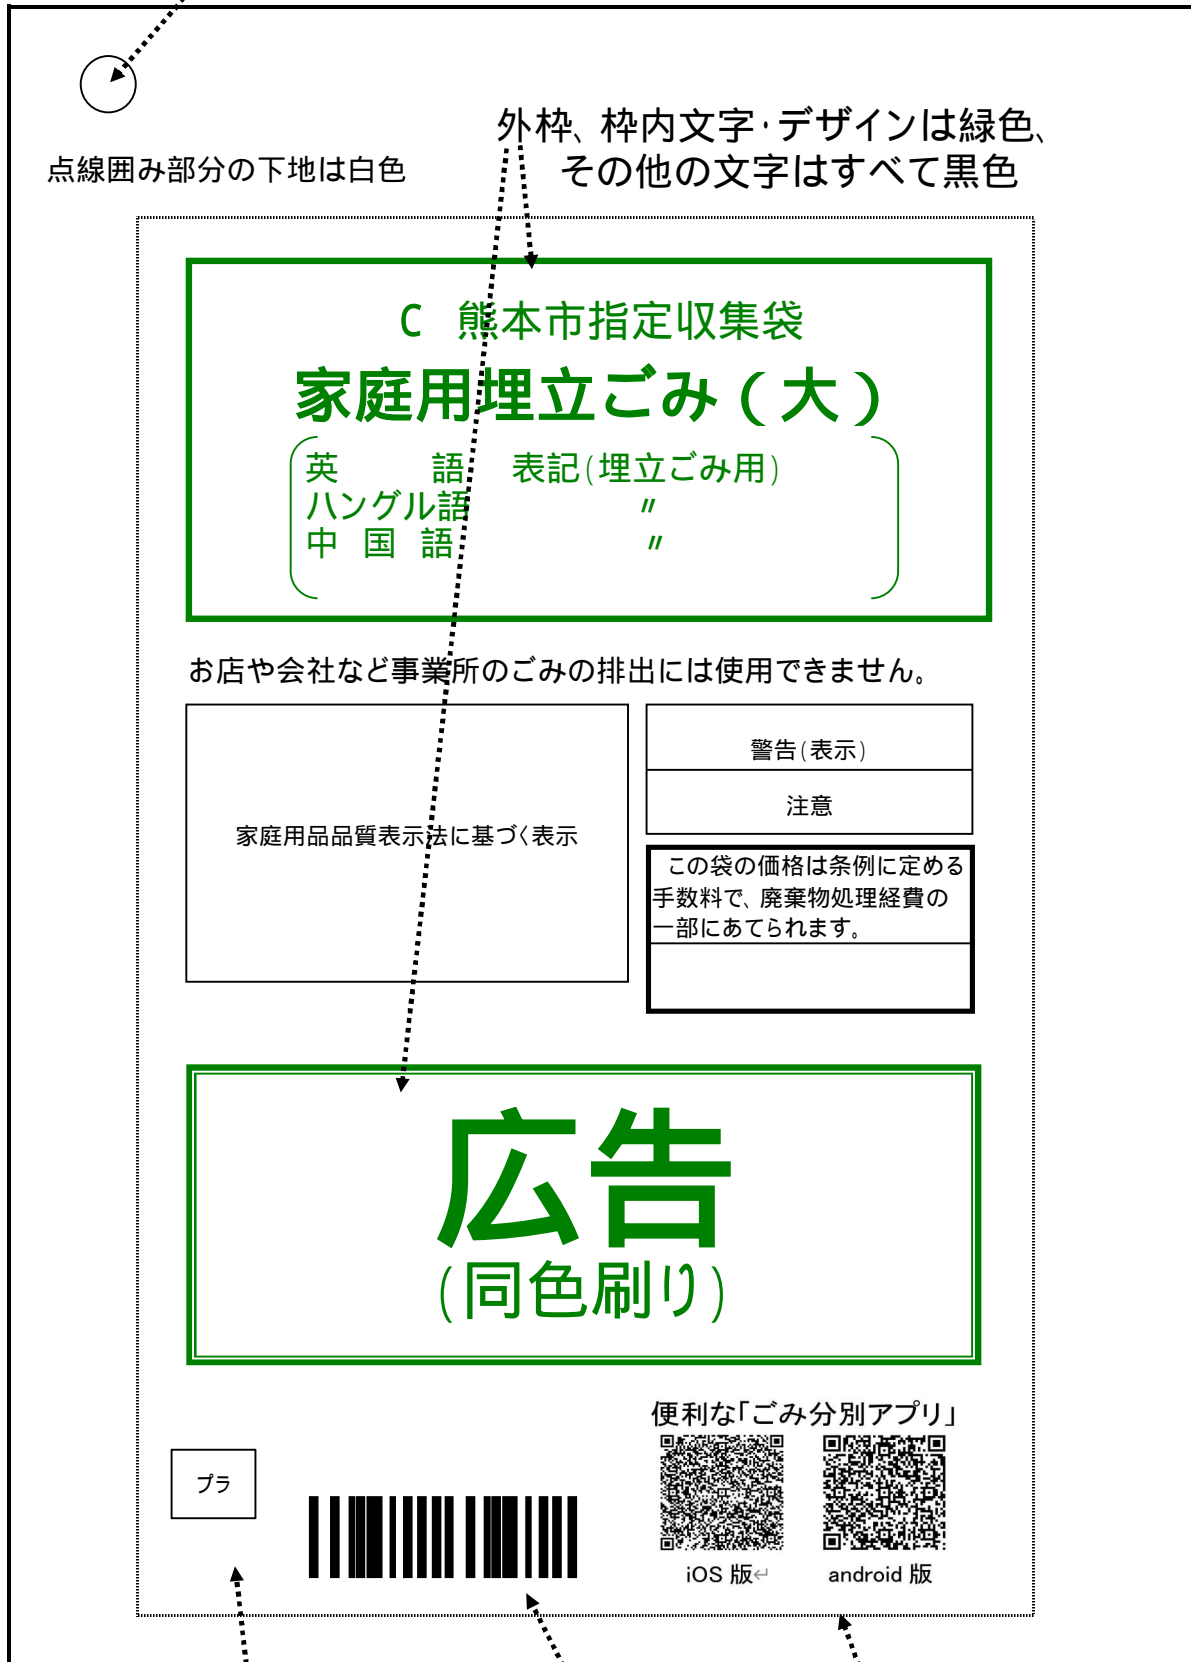 外枠、枠内文字・デザインは緑色、
その他の文字はすべて黒色
点線囲み部分の下地は白色
C 熊本市指定収集袋
家庭用埋立ごみ（大）
英 語 表記(埋立ごみ用)
ハングル語 〃
中 国 語 〃
お店や会社など事業所のごみの排出には使用できません。
家庭用品品質表示法に基づく表示
警告(表示)
注意
この袋の価格は条例に定める
手数料で、廃棄物処理経費の
一部にあてられます。
広告
(同色刷り)
便利な「ごみ分別アプリ」
プラ
iOS 版↵
android 版